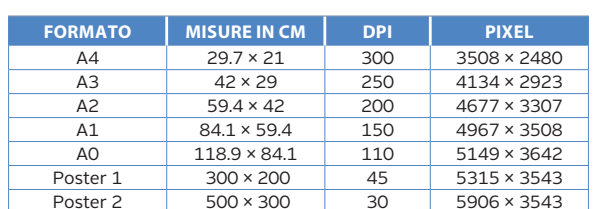 FORMATO MISURE IN CM DPI PIXEL
A4 29.7 × 21 300 3508 × 2480
A3 42 × 29 250 4134 × 2923
A2 59.4 × 42 200 4677 × 3307
A1 84.1 × 59.4 150 4967 × 3508
A0 118.9 × 84.1 110 5149 × 3642
Poster 1 300 × 200 45 5315 × 3543
Poster 2 500 × 300 30 5906 × 3543